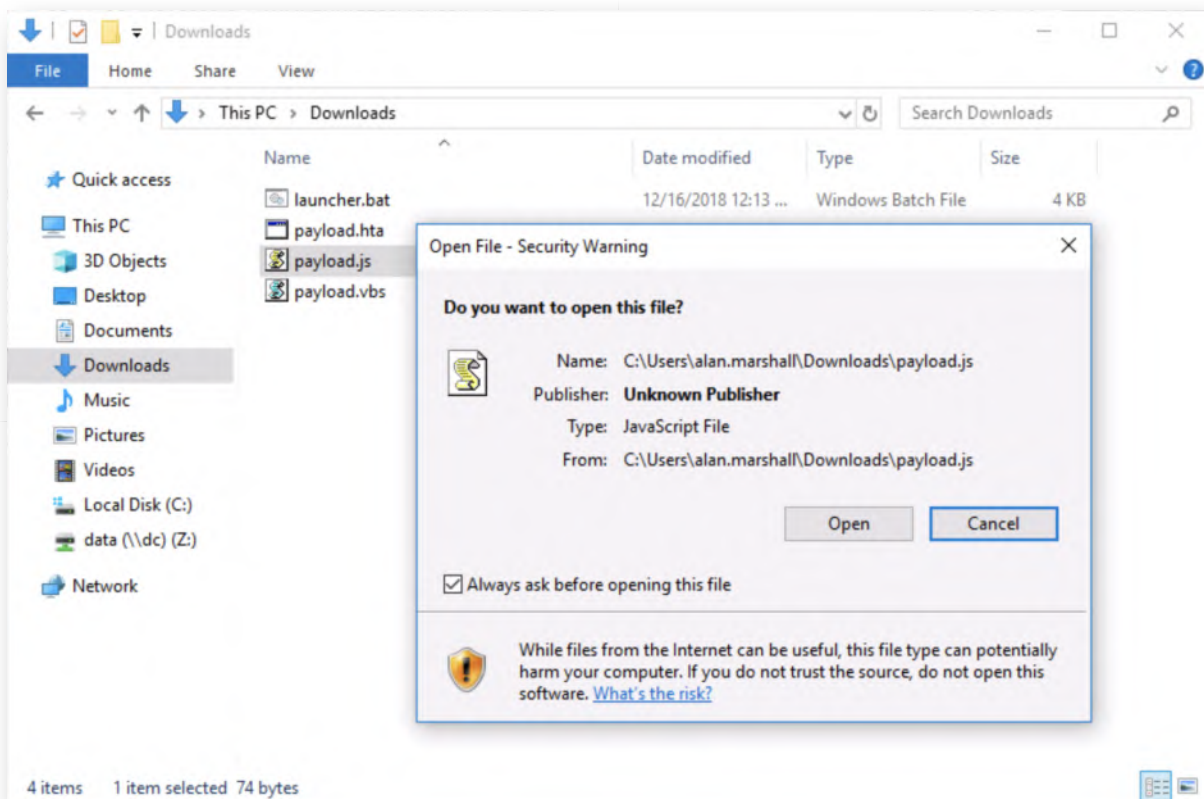 Downloads
File Home Share View
This PC > Downloads
Search Downloads
Name Date modified Type Size
Quick access
This PC
3D Objects
Desktop
Documents
Downloads
Music
Pictures
Videos
Local Disk (C:)
data (\\dc) (Z:)
Network
launcher.bat 12/16/2018 12:13 ... Windows Batch File 4 KB
payload.hta
payload.js
payload.vbs
Open File - Security Warning
Do you want to open this file?
Name: C:\Users\alan.marshall\Downloads\payload.js
Publisher: Unknown Publisher
Type: JavaScript File
From: C:\Users\alan.marshall\Downloads\payload.js
Open Cancel
Always ask before opening this file
While files from the Internet can be useful, this file type can potentially
harm your computer. If you do not trust the source, do not open this
software. What's the risk?
4 items 1 item selected 74 bytes